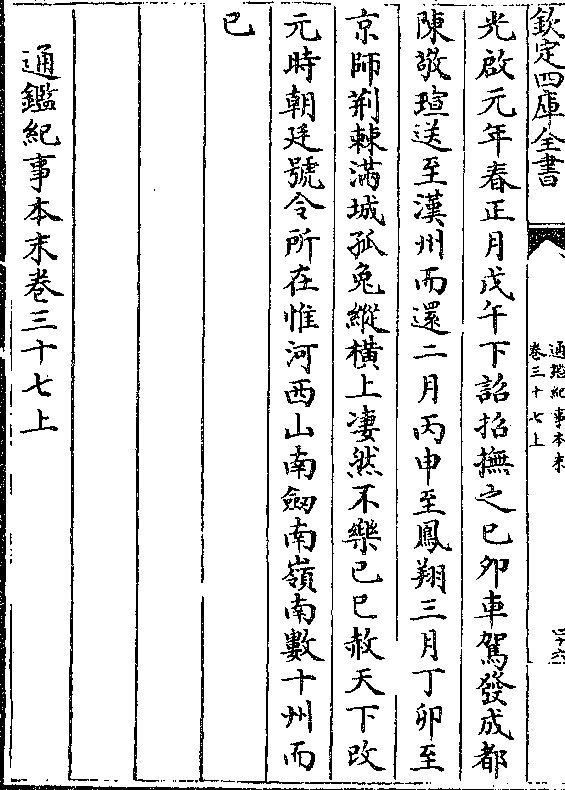 欽定四庫全書
通鑑紀事本末
卷三十七上
光啟元年春正月戊午下詔招撫之己卯車駕發成都
陳敬瑄送至漢州而還二月丙申至鳳翔三月丁卯至
京師荊棘滿城孤兔縱橫上凄然不樂己巳赦天下改
元時朝廷號令所在惟河西山南劒南嶺南數十州而
已
通鑑紀事本末卷三十七上